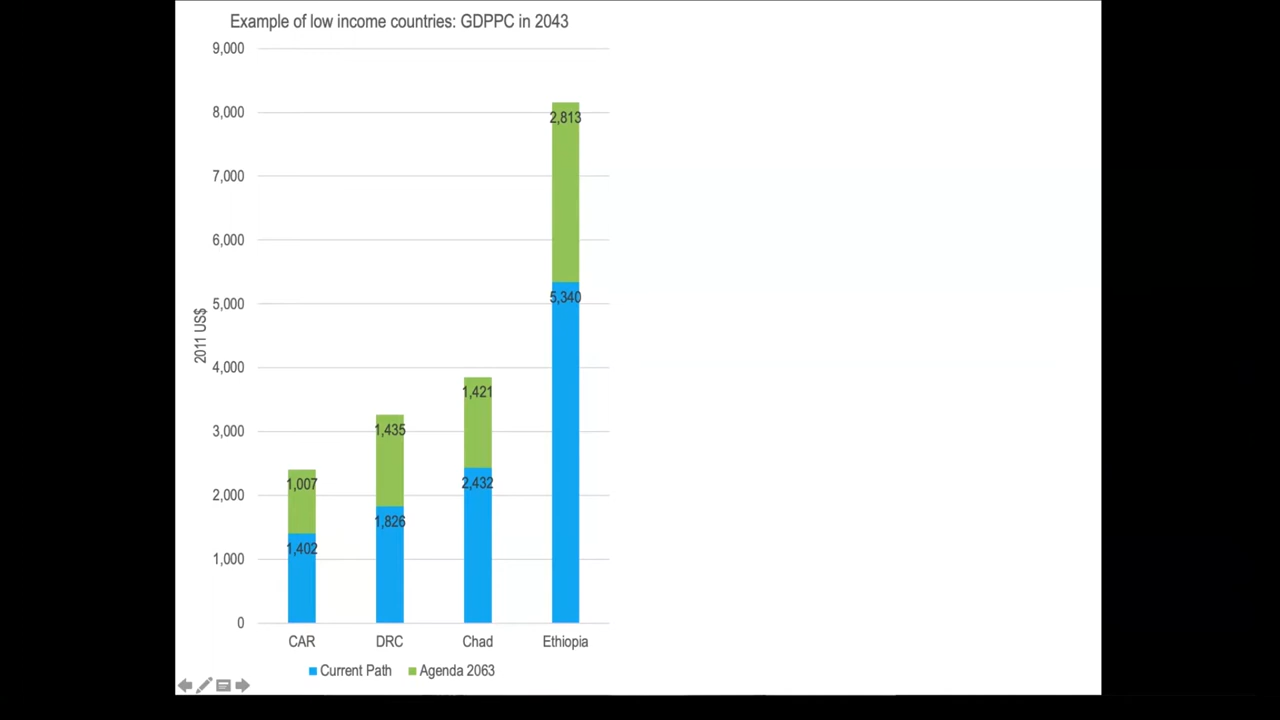 Example of low income countries: GDPPC in 2043
9,000
8,000
7,000
6,000
5,000
4,000
3,000
2,000
1,000
0
2011 US$
1,007
1,402
1,435
1,826
1,421
2,432
2,813
5,340
CAR
DRC
Chad
Ethiopia
Current Path
Agenda 2063